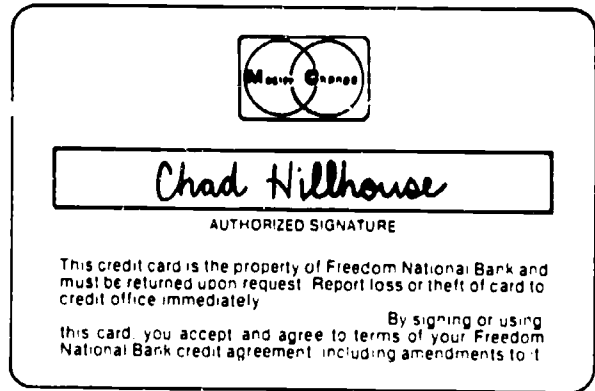 Master Charge
Chad Hillhouse
AUTHORIZED SIGNATURE
This credit card is the property of Freedom National Bank and
must be returned upon request. Report loss or theft of card to
credit office immediately
By signing or using
this card, you accept and agree to terms of your Freedom
National Bank credit agreement, including amendments to it